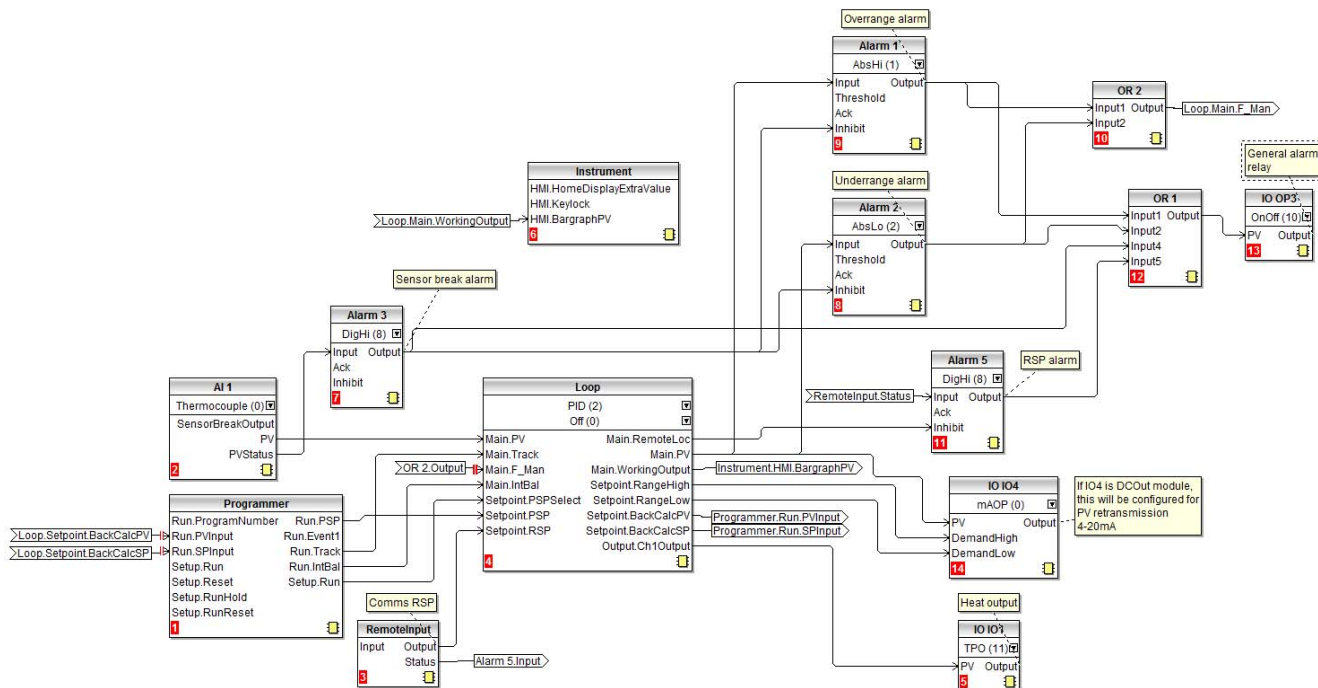 Overrange alarm
Alarm 1
AbsHi (1)
Input Output
Threshold
Ack
Inhibit
9
OR 2
Input1 Output
Input2
10
Loop.Main.F_Man
General alarm
relay
Instrument
HMI.HomeDisplayExtraValue
HMI.Keylock
HMI.BargraphPV
6
Loop.Main.WorkingOutput
Underrange alarm
Alarm 2
AbsLo (2)
Input Output
Threshold
Ack
Inhibit
8
OR 1
Input1 Output
Input2
Input4
Input5
12
IO OP3
OnOff (10)
PV Output
13
Sensor break alarm
Alarm 3
DigHi (8)
Input Output
Ack
Inhibit
7
AI 1
Thermocouple (0)
SensorBreakOutput
PV
PVStatus
2
Loop
PID (2)
Off (0)
Main.PV Main.RemoteLoc
Main.Track Main.PV
Main.F_Man Main.WorkingOutput
Main.IntBal Setpoint.RangeHigh
Setpoint.PSPSelect Setpoint.RangeLow
Setpoint.PSP Setpoint.BackCalcPV
Setpoint.RSP Setpoint.BackCalcSP
Output.Ch1Output
4
OR 2.Output
Instrument.HMI.BargraphPV
Programmer.Run.PVInput
Programmer.Run.SPInput
Alarm 5
DigHi (8)
Input Output
Ack
Inhibit
11
RemoteInput.Status
RSP alarm
IO IO4
mAOP (0)
PV Output
DemandHigh
DemandLow
14
If IO4 is DCOut module,
this will be configured for
PV retransmission
4-20mA
Programmer
Run.ProgramNumber Run.PSP
Run.PVInput Run.Event1
Run.SPInput Run.Track
Setup.Run Run.IntBal
Setup.Reset Setup.Run
Setup.RunHold
Setup.RunReset
1
Loop.Setpoint.BackCalcPV
Loop.Setpoint.BackCalcSP
Comms RSP
RemoteInput
Input Output
Status
3
Alarm 5.Input
Heat output
IO IO1
TPO (11)
PV Output
5